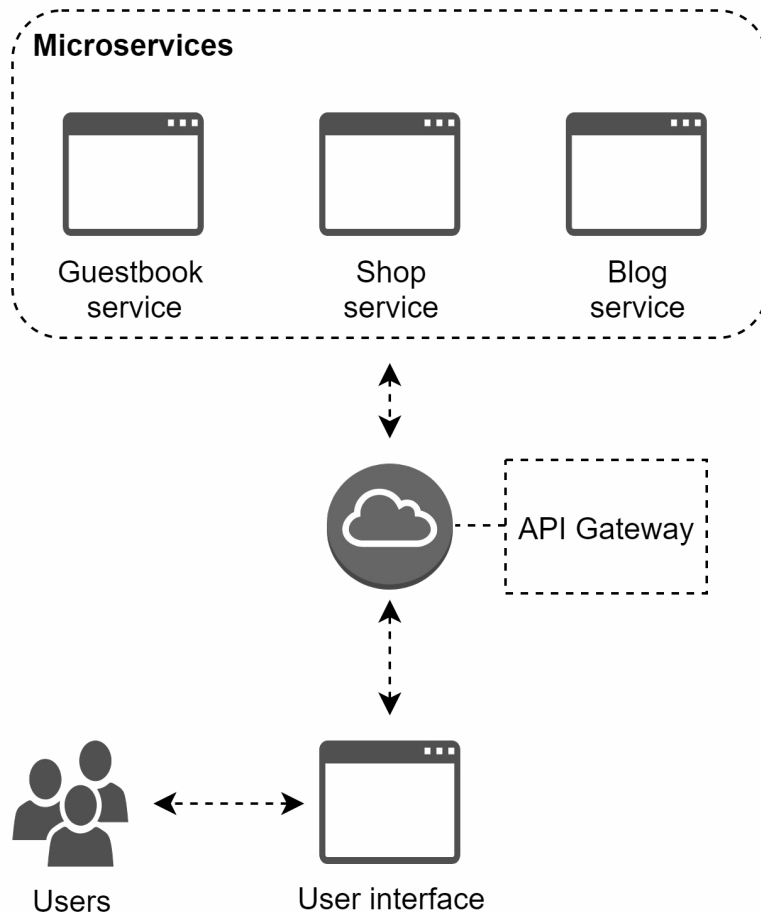 Microservices
Guestbook
service
Shop
service
Blog
service
API Gateway
Users
User interface